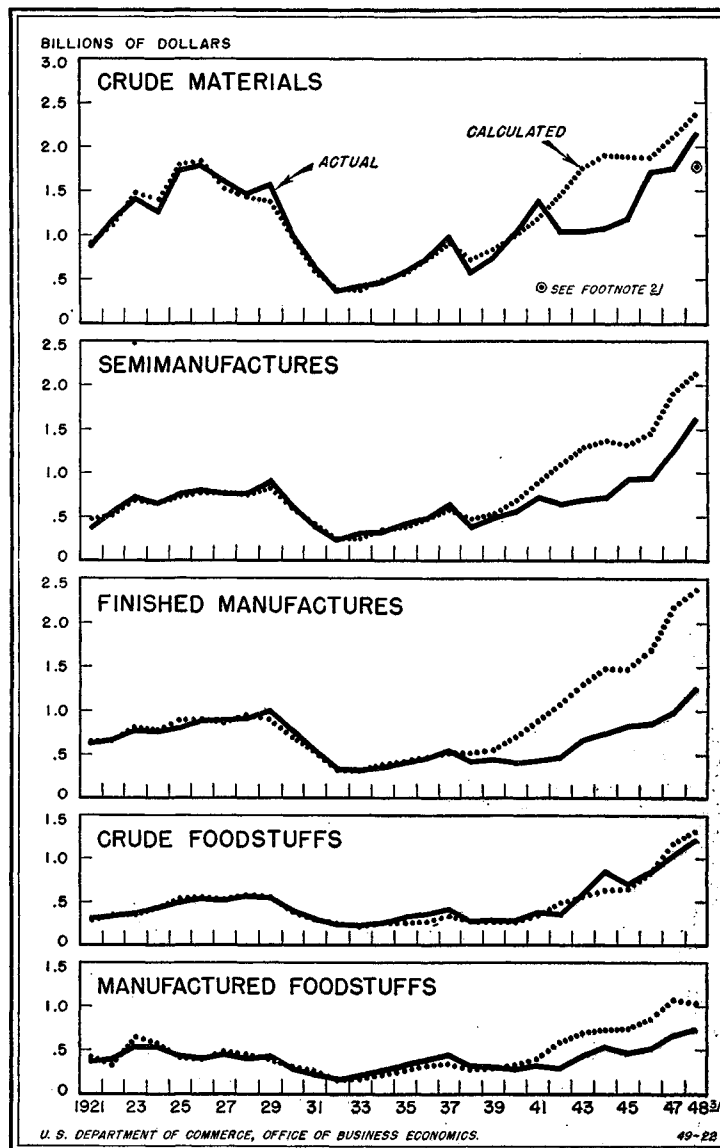 BILLIONS OF DOLLARS
3.0
CRUDE MATERIALS
2.5
CALCULATED
2.0
ACTUAL
1.5
1.0
.5
SEE FOOTNOTE 2/
0
2.5
SEMIMANUFACTURES
2.0
1.5
1.0
.5
0
2.5
FINISHED MANUFACTURES
2.0
1.5
1.0
.5
0
1.5
CRUDE FOODSTUFFS
1.0
.5
0
1.5
MANUFACTURED FOODSTUFFS
1.0
.5
0
1921 23 25 27 29 31 33 35 37 39 41 43 45 47 48 3/
U. S. DEPARTMENT OF COMMERCE, OFFICE OF BUSINESS ECONOMICS. 49-22